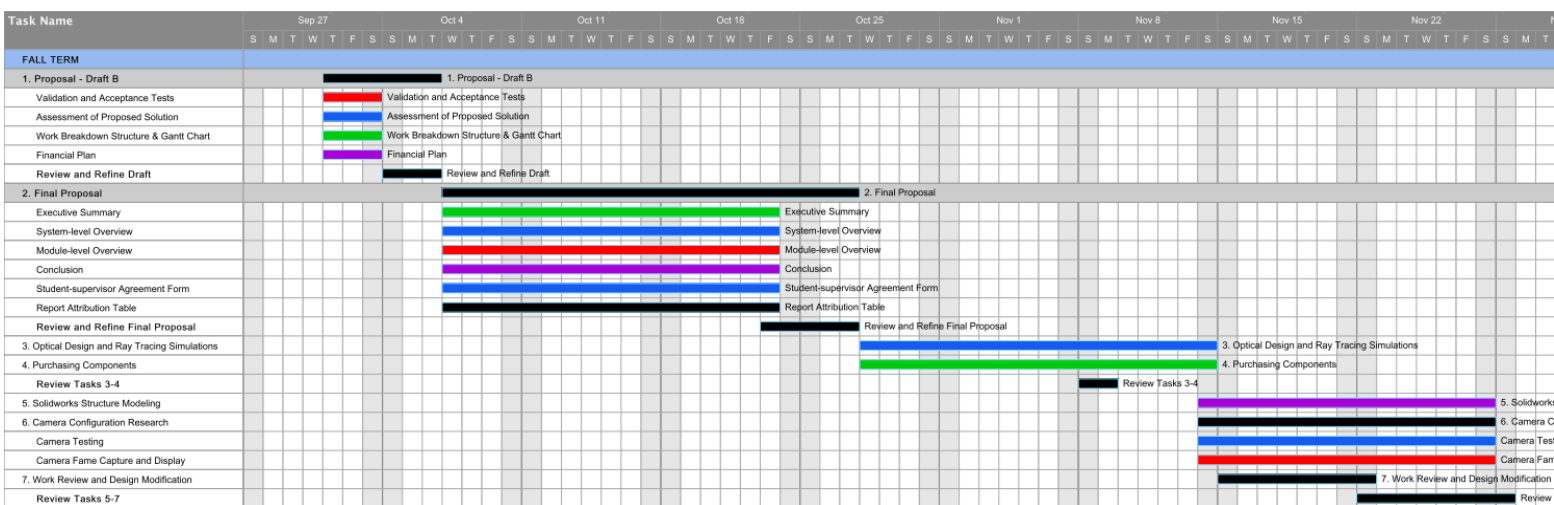 Task Name Sep 27 Oct 4 Oct 11 Oct 18 Oct 25 Nov 1 Nov 8 Nov 15 Nov 22 N
S M T W T F S S M T W T F S S M T W T F S S M T W T F S S M T W T F S S M T W T F S S M T W T F S S M T W T F S S M T W T F S S M T
FALL TERM
1. Proposal - Draft B 1. Proposal - Draft B
Validation and Acceptance Tests Validation and Acceptance Tests
Assessment of Proposed Solution Assessment of Proposed Solution
Work Breakdown Structure & Gantt Chart Work Breakdown Structure & Gantt Chart
Financial Plan Financial Plan
Review and Refine Draft Review and Refine Draft
2. Final Proposal 2. Final Proposal
Executive Summary Executive Summary
System-level Overview System-level Overview
Module-level Overview Module-level Overview
Conclusion Conclusion
Student-supervisor Agreement Form Student-supervisor Agreement Form
Report Attribution Table Report Attribution Table
Review and Refine Final Proposal Review and Refine Final Proposal
3. Optical Design and Ray Tracing Simulations 3. Optical Design and Ray Tracing Simulations
4. Purchasing Components 4. Purchasing Components
Review Tasks 3-4 Review Tasks 3-4
5. Solidworks Structure Modeling 5. Solidworks
6. Camera Configuration Research 6. Camera C
Camera Testing Camera Test
Camera Fame Capture and Display Camera Fam
7. Work Review and Design Modification 7. Work Review and Design Modification
Review Tasks 5-7 Review